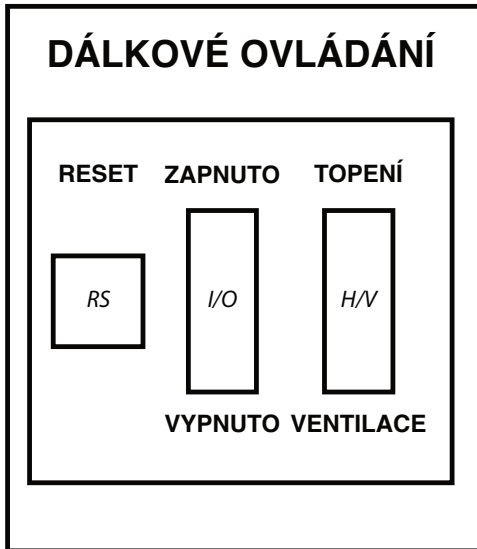 DÁLKOVÉ OVLÁDÁNÍ
RESET ZAPNUTO TOPENÍ
RS I/O H/V
VYPNUTO VENTILACE